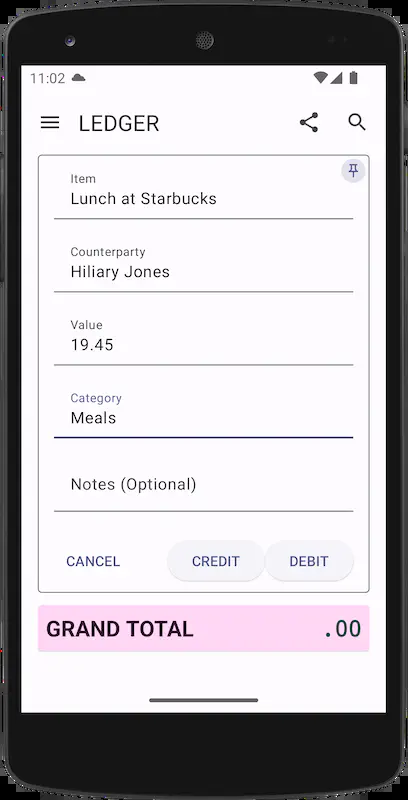 11:02
LEDGER
Item
Lunch at Starbucks
Counterparty
Hiliary Jones
Value
19.45
Category
Meals
Notes (Optional)
CANCEL CREDIT DEBIT
GRAND TOTAL .00